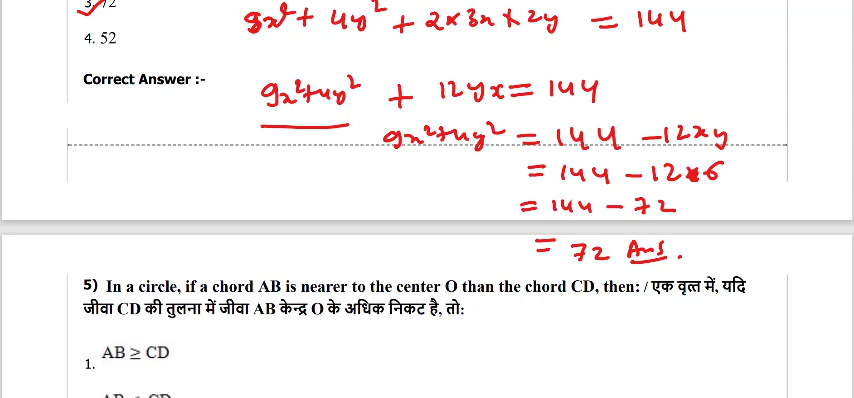 3. 72
9x² + 4y² + 2×3x×2y = 144
4. 52
Correct Answer :-
9x²+4y² + 12yx = 144
9x²+4y² = 144 - 12xy
= 144 - 12×6
= 144 - 72
= 72 Ans.
5) In a circle, if a chord AB is nearer to the center O than the chord CD, then: / एक वृत्त में, यदि
जीवा CD की तुलना में जीवा AB केन्द्र O के अधिक निकट है, तो:
1. AB ≥ CD